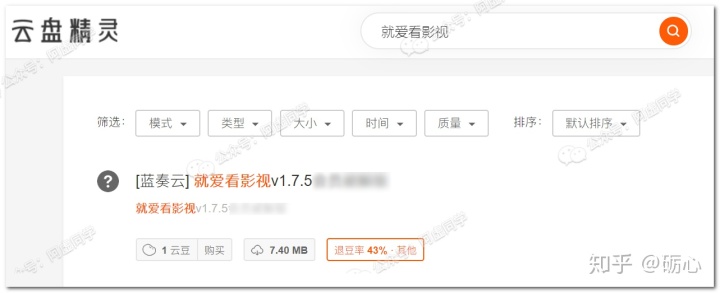 云盘精灵
就爱看影视
筛选: 模式 类型 大小 时间 质量 排序: 默认排序
? [蓝奏云] 就爱看影视v1.7.5
就爱看影视v1.7.5
1 云豆 购买 7.40 MB 退豆率 43% · 其他
知乎 @砺心